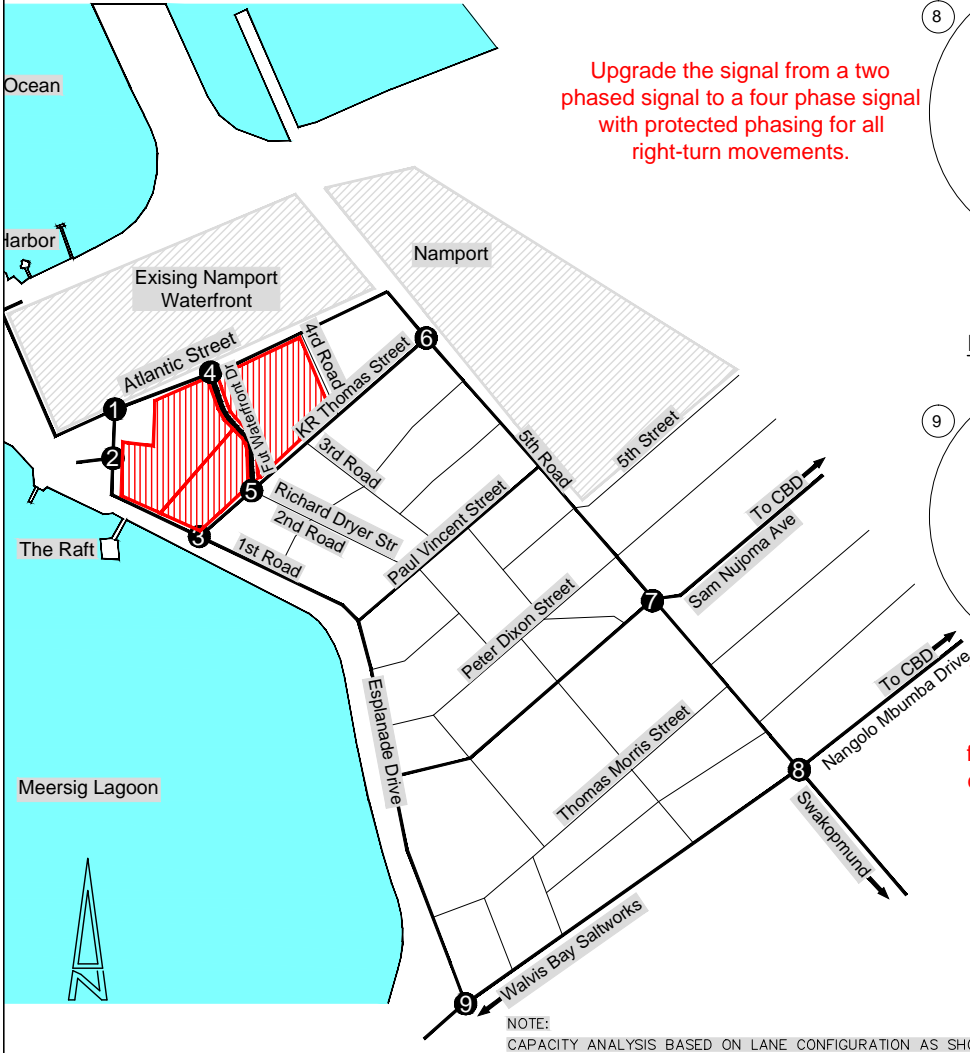 8
Ocean
Upgrade the signal from a two
phased signal to a four phase signal
with protected phasing for all
right-turn movements.
Harbor
Namport
Exising Namport
Waterfront
Atlantic Street
4rd Road
6
4
Fut Waterfront Dr
KR Thomas Street
1
9
2
3rd Road
5th Road
5th Street
5
Richard Dryer Str
2nd Road
To CBD
Paul Vincent Street
Sam Nujoma Ave
The Raft
3
1st Road
7
Peter Dixon Street
To CBD
Nangolo Mbumba Drive
Esplanade Drive
Thomas Morris Street
8
Meersig Lagoon
Swakopmund
N
Walvis Bay Saltworks
9
NOTE:
CAPACITY ANALYSIS BASED ON LANE CONFIGURATION AS